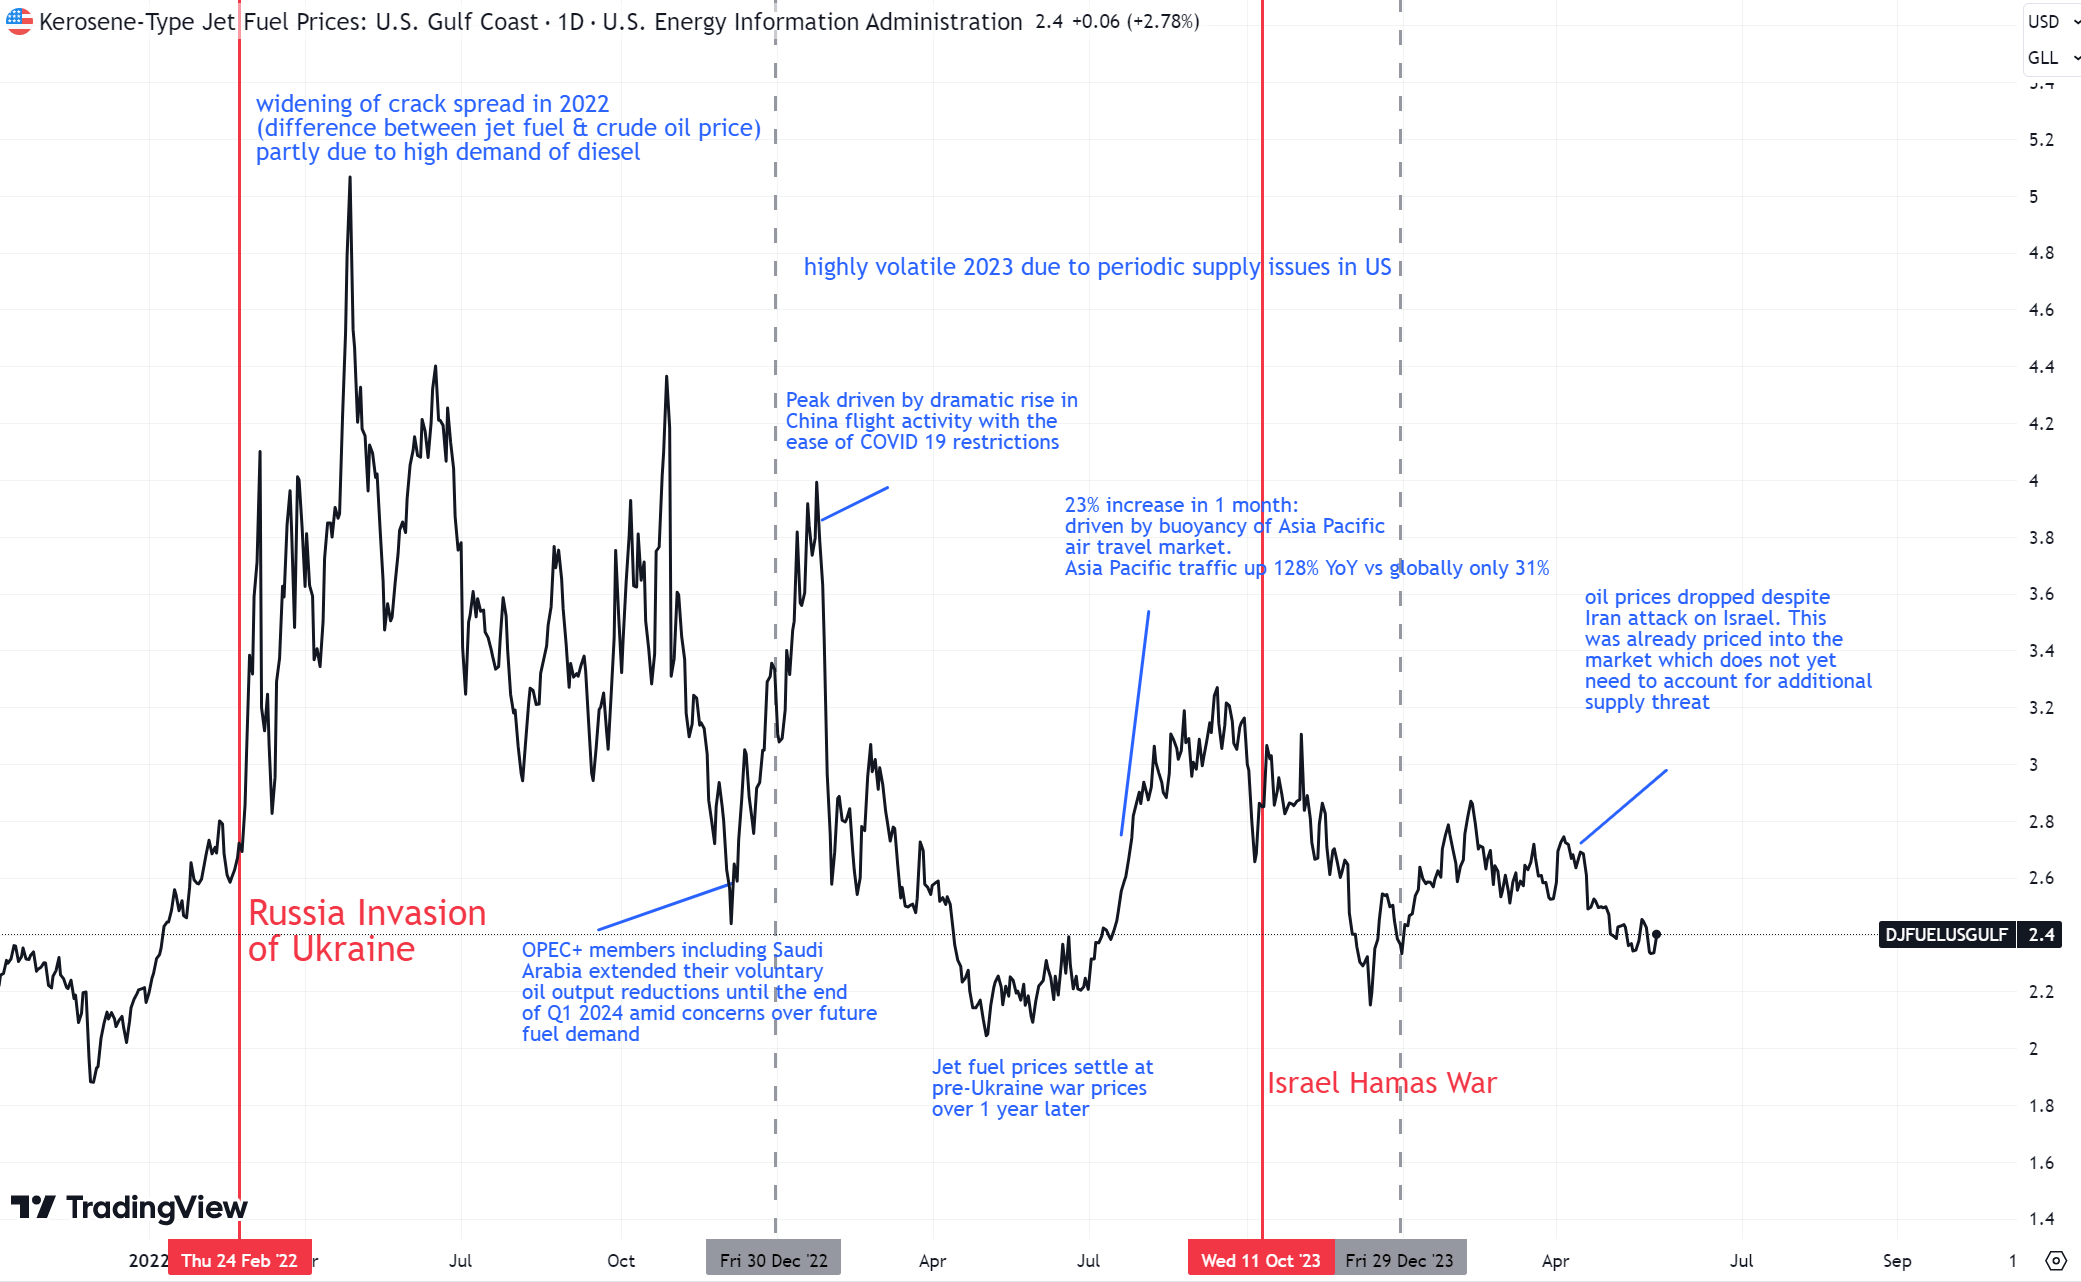 Kerosene-Type Jet Fuel Prices: U.S. Gulf Coast · 1D · U.S. Energy Information Administration 2.4 +0.06 (+2.78%)
USD
GLL
widening of crack spread in 2022
(difference between jet fuel & crude oil price)
partly due to high demand of diesel
highly volatile 2023 due to periodic supply issues in US
Peak driven by dramatic rise in
China flight activity with the
ease of COVID 19 restrictions
23% increase in 1 month:
driven by buoyancy of Asia Pacific
air travel market.
Asia Pacific traffic up 128% YoY vs globally only 31%
oil prices dropped despite
Iran attack on Israel. This
was already priced into the
market which does not yet
need to account for additional
supply threat
Russia Invasion
of Ukraine
OPEC+ members including Saudi
Arabia extended their voluntary
oil output reductions until the end
of Q1 2024 amid concerns over future
fuel demand
Jet fuel prices settle at
pre-Ukraine war prices
over 1 year later
Israel Hamas War
5.4
5.2
5
4.8
4.6
4.4
4.2
4
3.8
3.6
3.4
3.2
3
2.8
2.6
DJFUELUSGULF 2.4
2.2
2
1.8
1.6
1.4
TradingView
2022 Thu 24 Feb '22 Jul Oct Fri 30 Dec '22 Apr Jul Wed 11 Oct '23 Fri 29 Dec '23 Apr Jul Sep 1